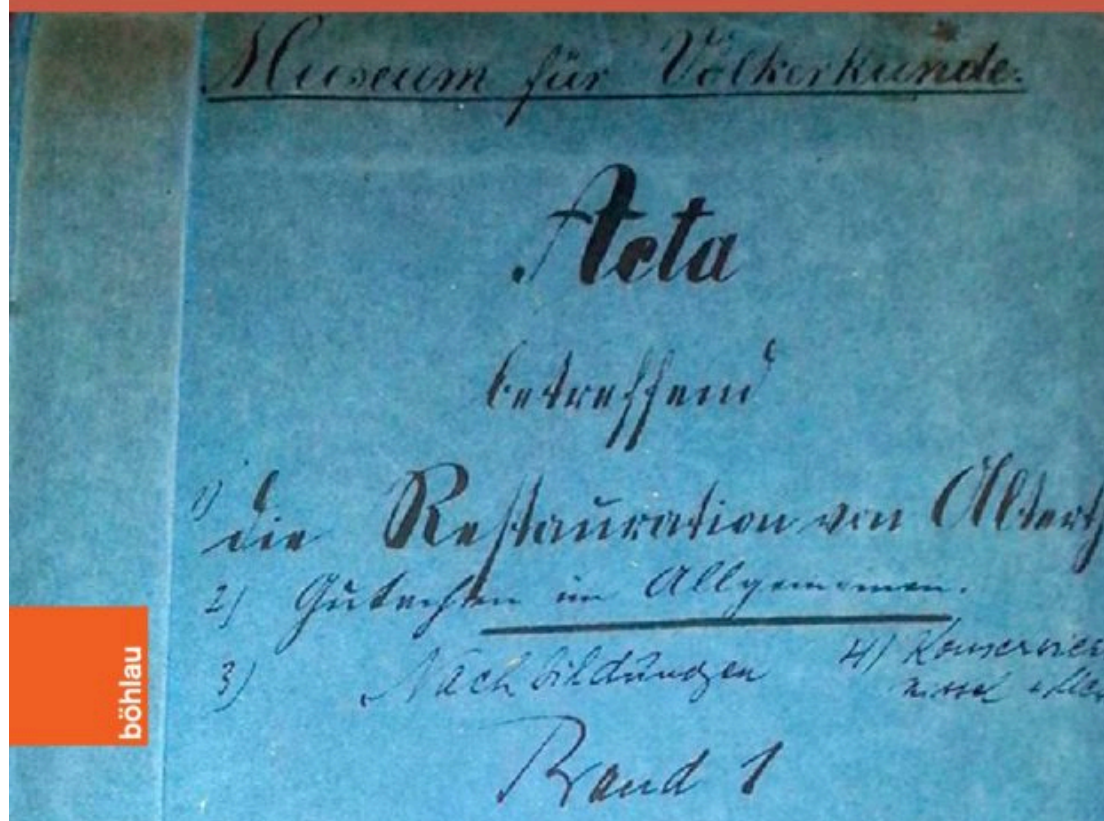 Museum für Völkerkunde.
Acta
betreffend
1) die Restauration von Alterth
2) Gutachten im Allgemeinen.
3) Nachbildungen 4) Konservier
böhlau
Band 1